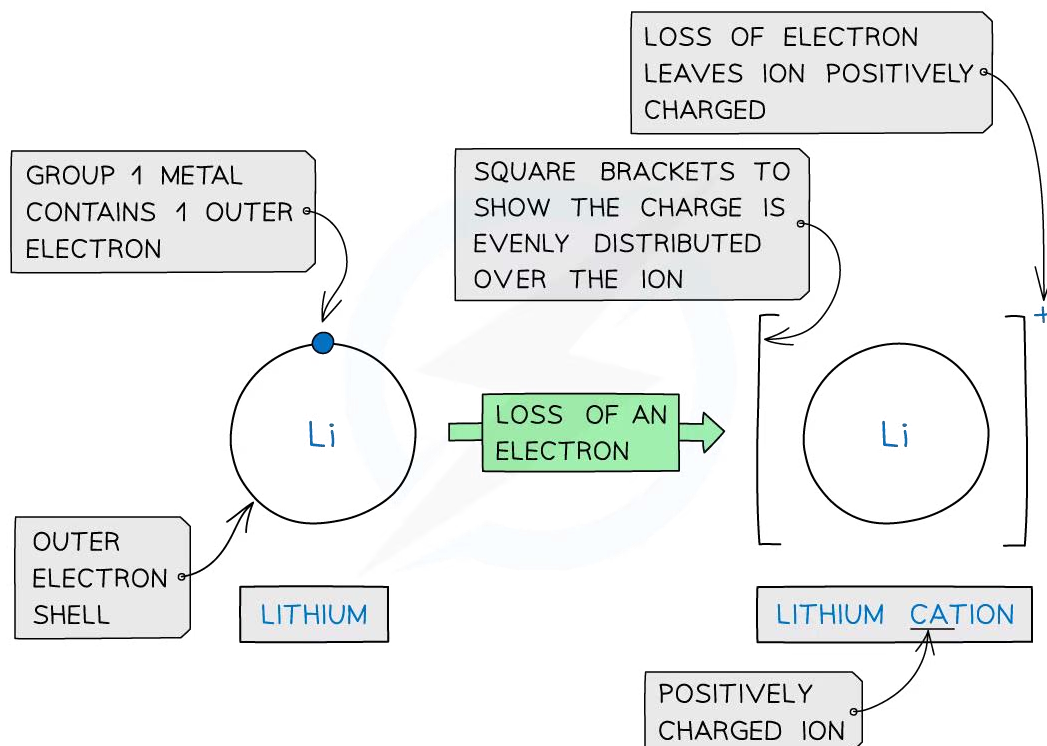 LOSS OF ELECTRON
LEAVES ION POSITIVELY
CHARGED
GROUP 1 METAL
CONTAINS 1 OUTER
ELECTRON
SQUARE BRACKETS TO
SHOW THE CHARGE IS
EVENLY DISTRIBUTED
OVER THE ION
+
Li
LOSS OF AN
ELECTRON
Li
OUTER
ELECTRON
SHELL
LITHIUM
LITHIUM CATION
POSITIVELY
CHARGED ION